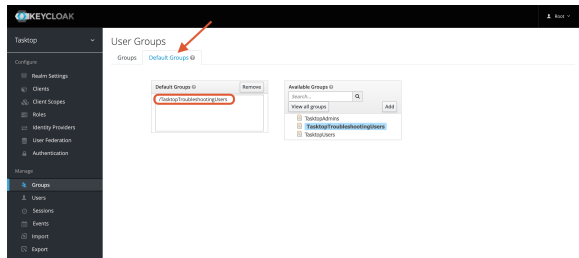 KEYCLOAK
Root
Tasktop
Configure
Realm Settings
Clients
Client Scopes
Roles
Identity Providers
User Federation
Authentication
Manage
Groups
Users
Sessions
Events
Import
Export
User Groups
Groups
Default Groups
Default Groups
Remove
/TasktopTroubleshootingUsers
Available Groups
Search...
View all groups
Add
TasktopAdmins
TasktopTroubleshootingUsers
TasktopUsers